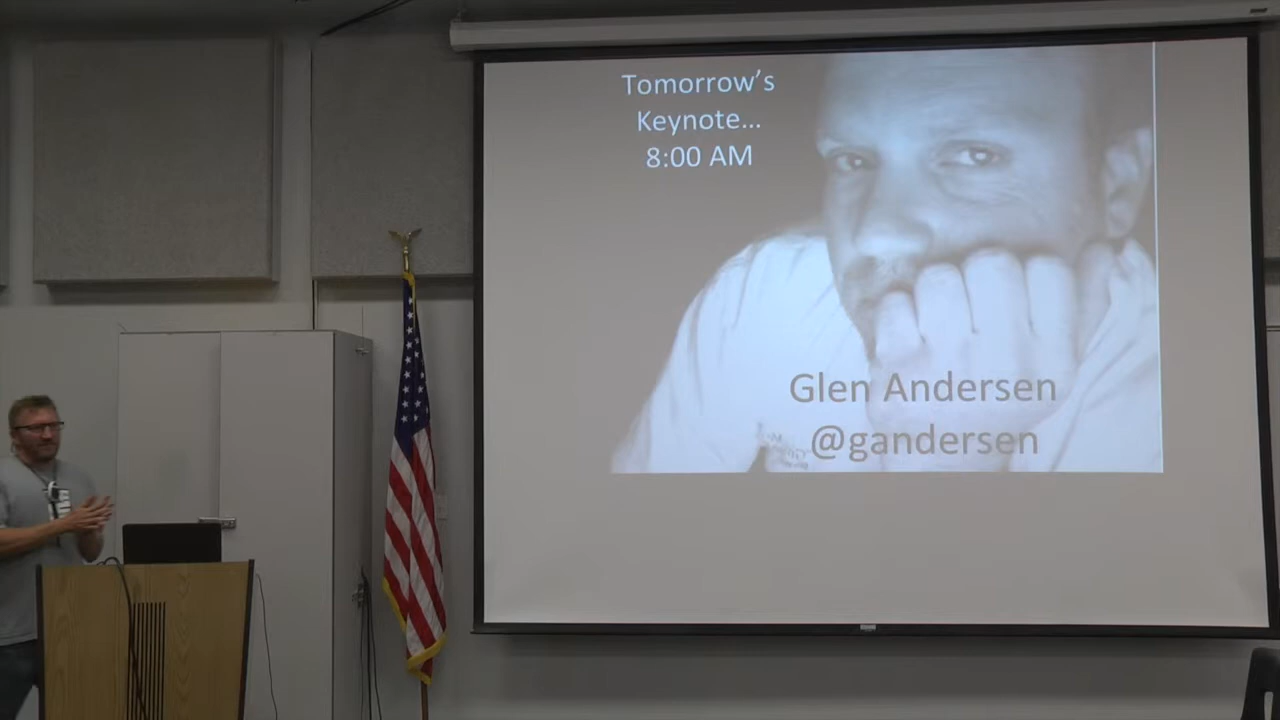 Tomorrow's
Keynote...
8:00 AM
Glen Andersen
@gandersen